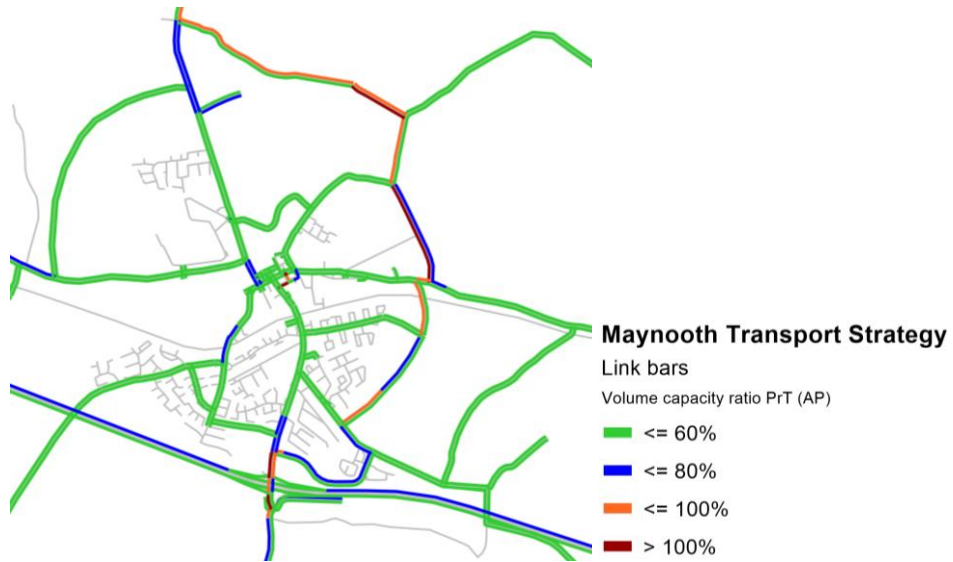 Maynooth Transport Strategy
Link bars
Volume capacity ratio PrT (AP)
<= 60%
<= 80%
<= 100%
> 100%